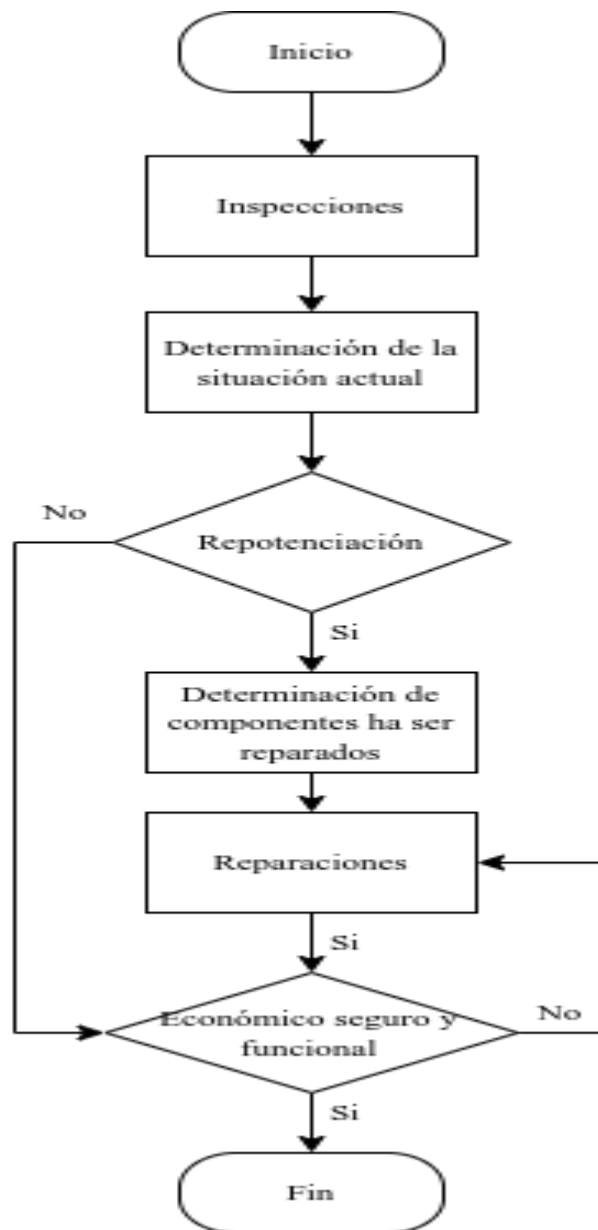 Inicio
Inspecciones
Determinación de la
situación actual
No
Repotenciación
Si
Determinación de
componentes ha ser
reparados
Reparaciones
Si
Económico seguro y
funcional
No
Si
Fin